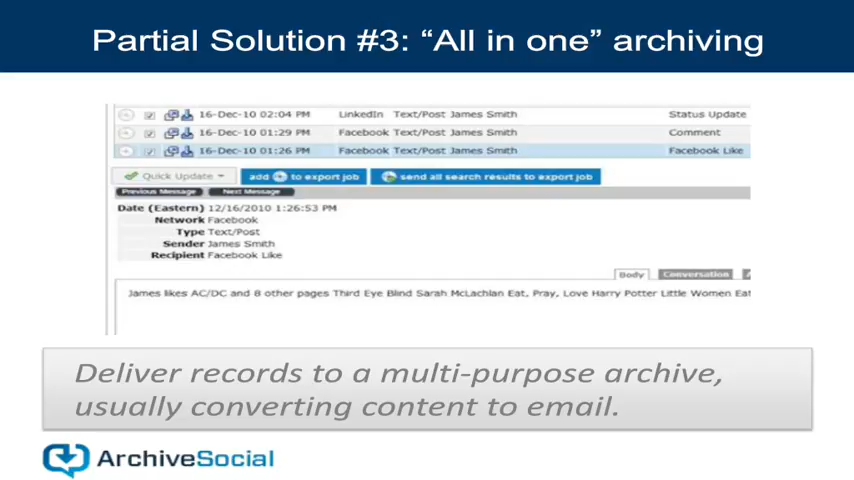 Partial Solution #3: “All in one” archiving
16-Dec-10 02:04 PM LinkedIn Text/Post James Smith Status Update
16-Dec-10 01:29 PM Facebook Text/Post James Smith Comment
16-Dec-10 01:26 PM Facebook Text/Post James Smith Facebook Like
Quick Update add to export job send all search results to export job
Previous Message Next Message
Date (Eastern) 12/16/2010 1:26:53 PM
Network Facebook
Type Text/Post
Sender James Smith
Recipient Facebook Like
Body Conversation A
James likes AC/DC and 8 other pages Third Eye Blind Sarah McLachlan Eat, Pray, Love Harry Potter Little Women Eat
Deliver records to a multi-purpose archive,
usually converting content to email.
ArchiveSocial